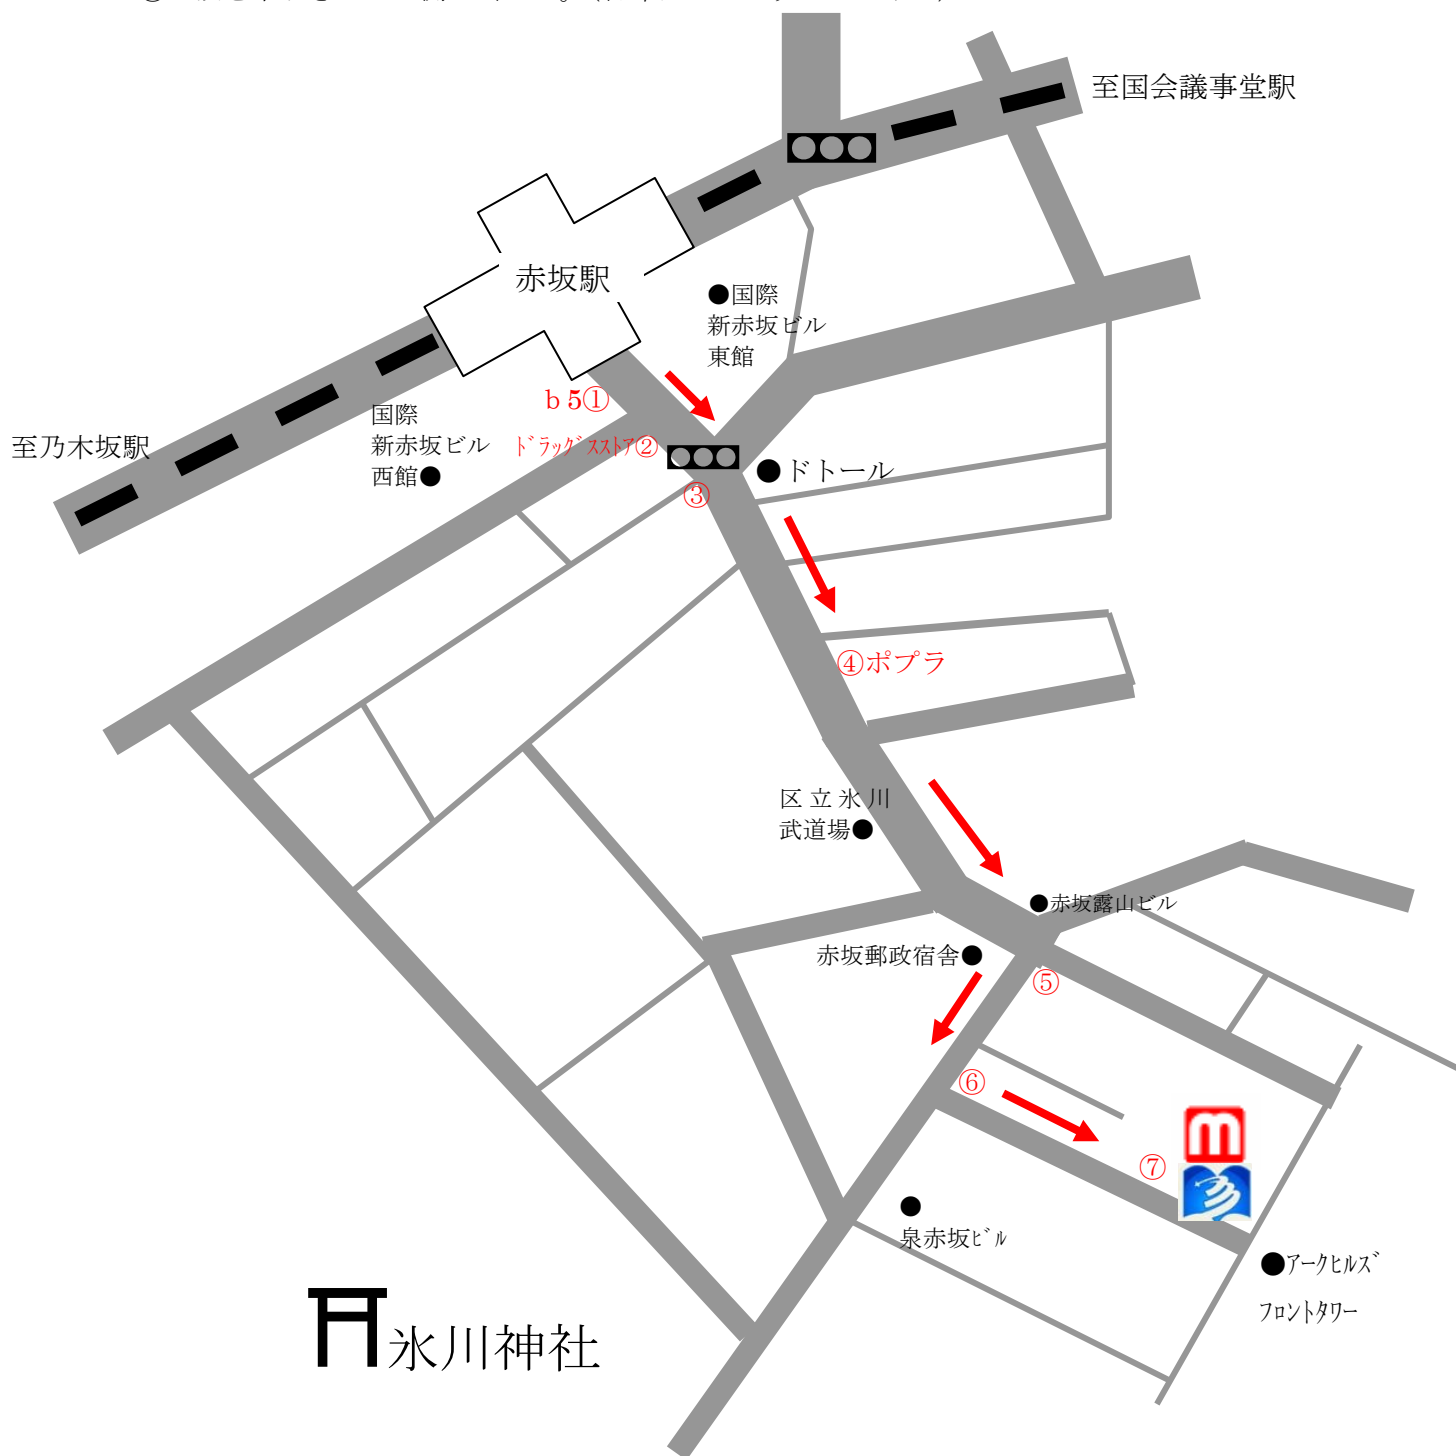 至国会議事堂駅
赤坂駅
●国際
新赤坂ビル
東館
b5①
国際
新赤坂ビル
西館●
至乃木坂駅
ﾄﾞﾗｯｸﾞｽｽﾄｱ②
③
●ドトール
④ポプラ
区立氷川
武道場●
●赤坂露山ビル
赤坂郵政宿舎●
⑤
⑥
⑦
●
泉赤坂ﾋﾞﾙ
●ｱｰｸﾋﾙｽﾞ
ﾌﾛﾝﾄﾀﾜｰ
氷川神社